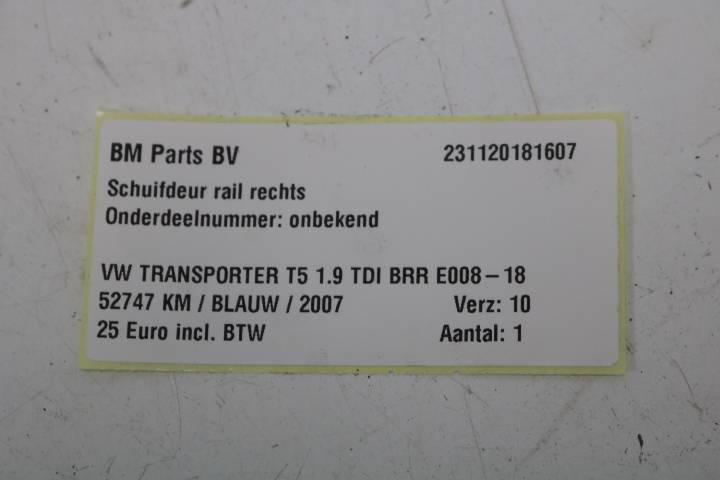 BM Parts BV 231120181607
Schuifdeur rail rechts
Onderdeelnummer: onbekend
VW TRANSPORTER T5 1.9 TDI BRR E008-18
52747 KM / BLAUW / 2007 Verz: 10
25 Euro incl. BTW Aantal: 1